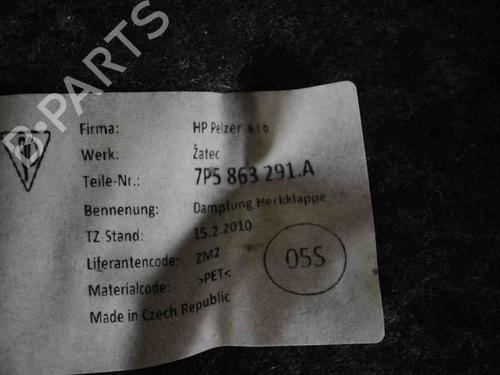 B-PARTS
Firma: HP Pelzer s.r.o
Werk: Žatec
Teile-Nr.: 7P5 863 291.A
Bennenung: Dämpfung Heckklappe
TZ-Stand: 15.2.2010
Liferantencode: ZM2
Materialcode: >PET<
Made in Czech Republic
05S